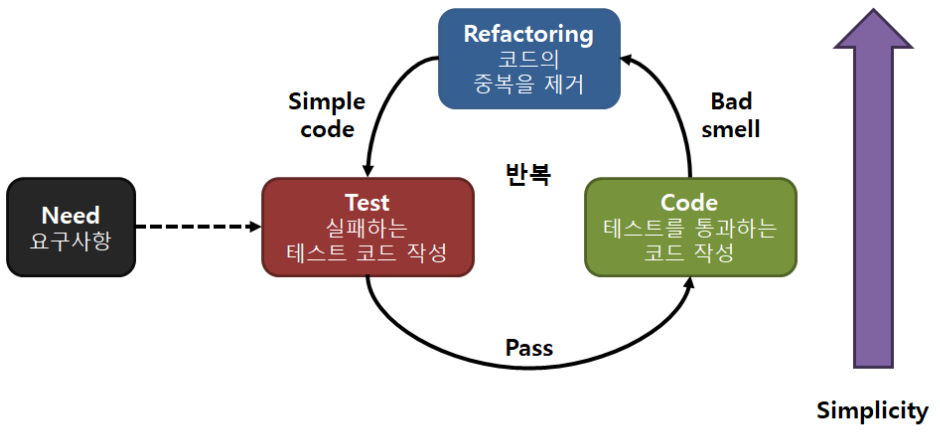 Refactoring
코드의
중복을 제거
Simple
code
Bad
smell
반복
Need
요구사항
Test
실패하는
테스트 코드 작성
Code
테스트를 통과하는
코드 작성
Pass
Simplicity